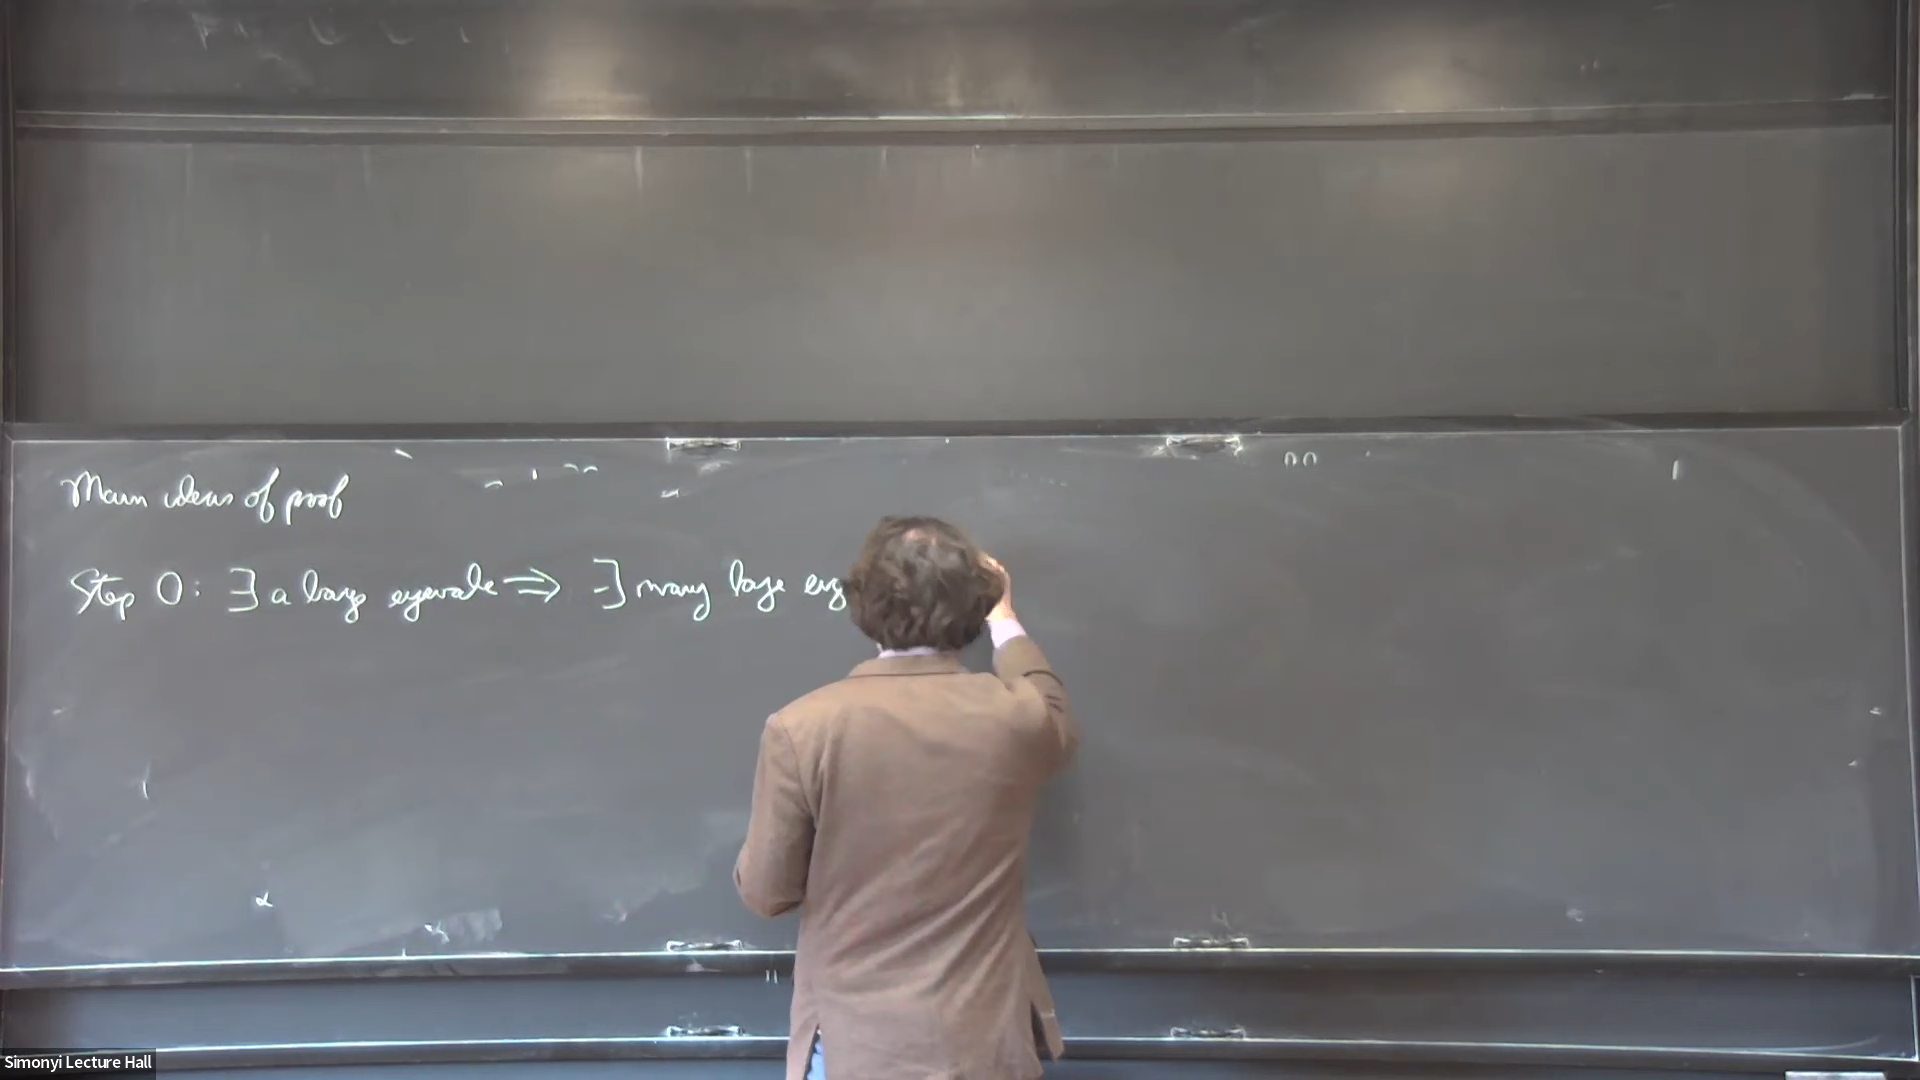 Main ideas of proof
Step 0: ∃ a large eigenvalue ⇒ ∃ many large eig
Simonyi Lecture Hall